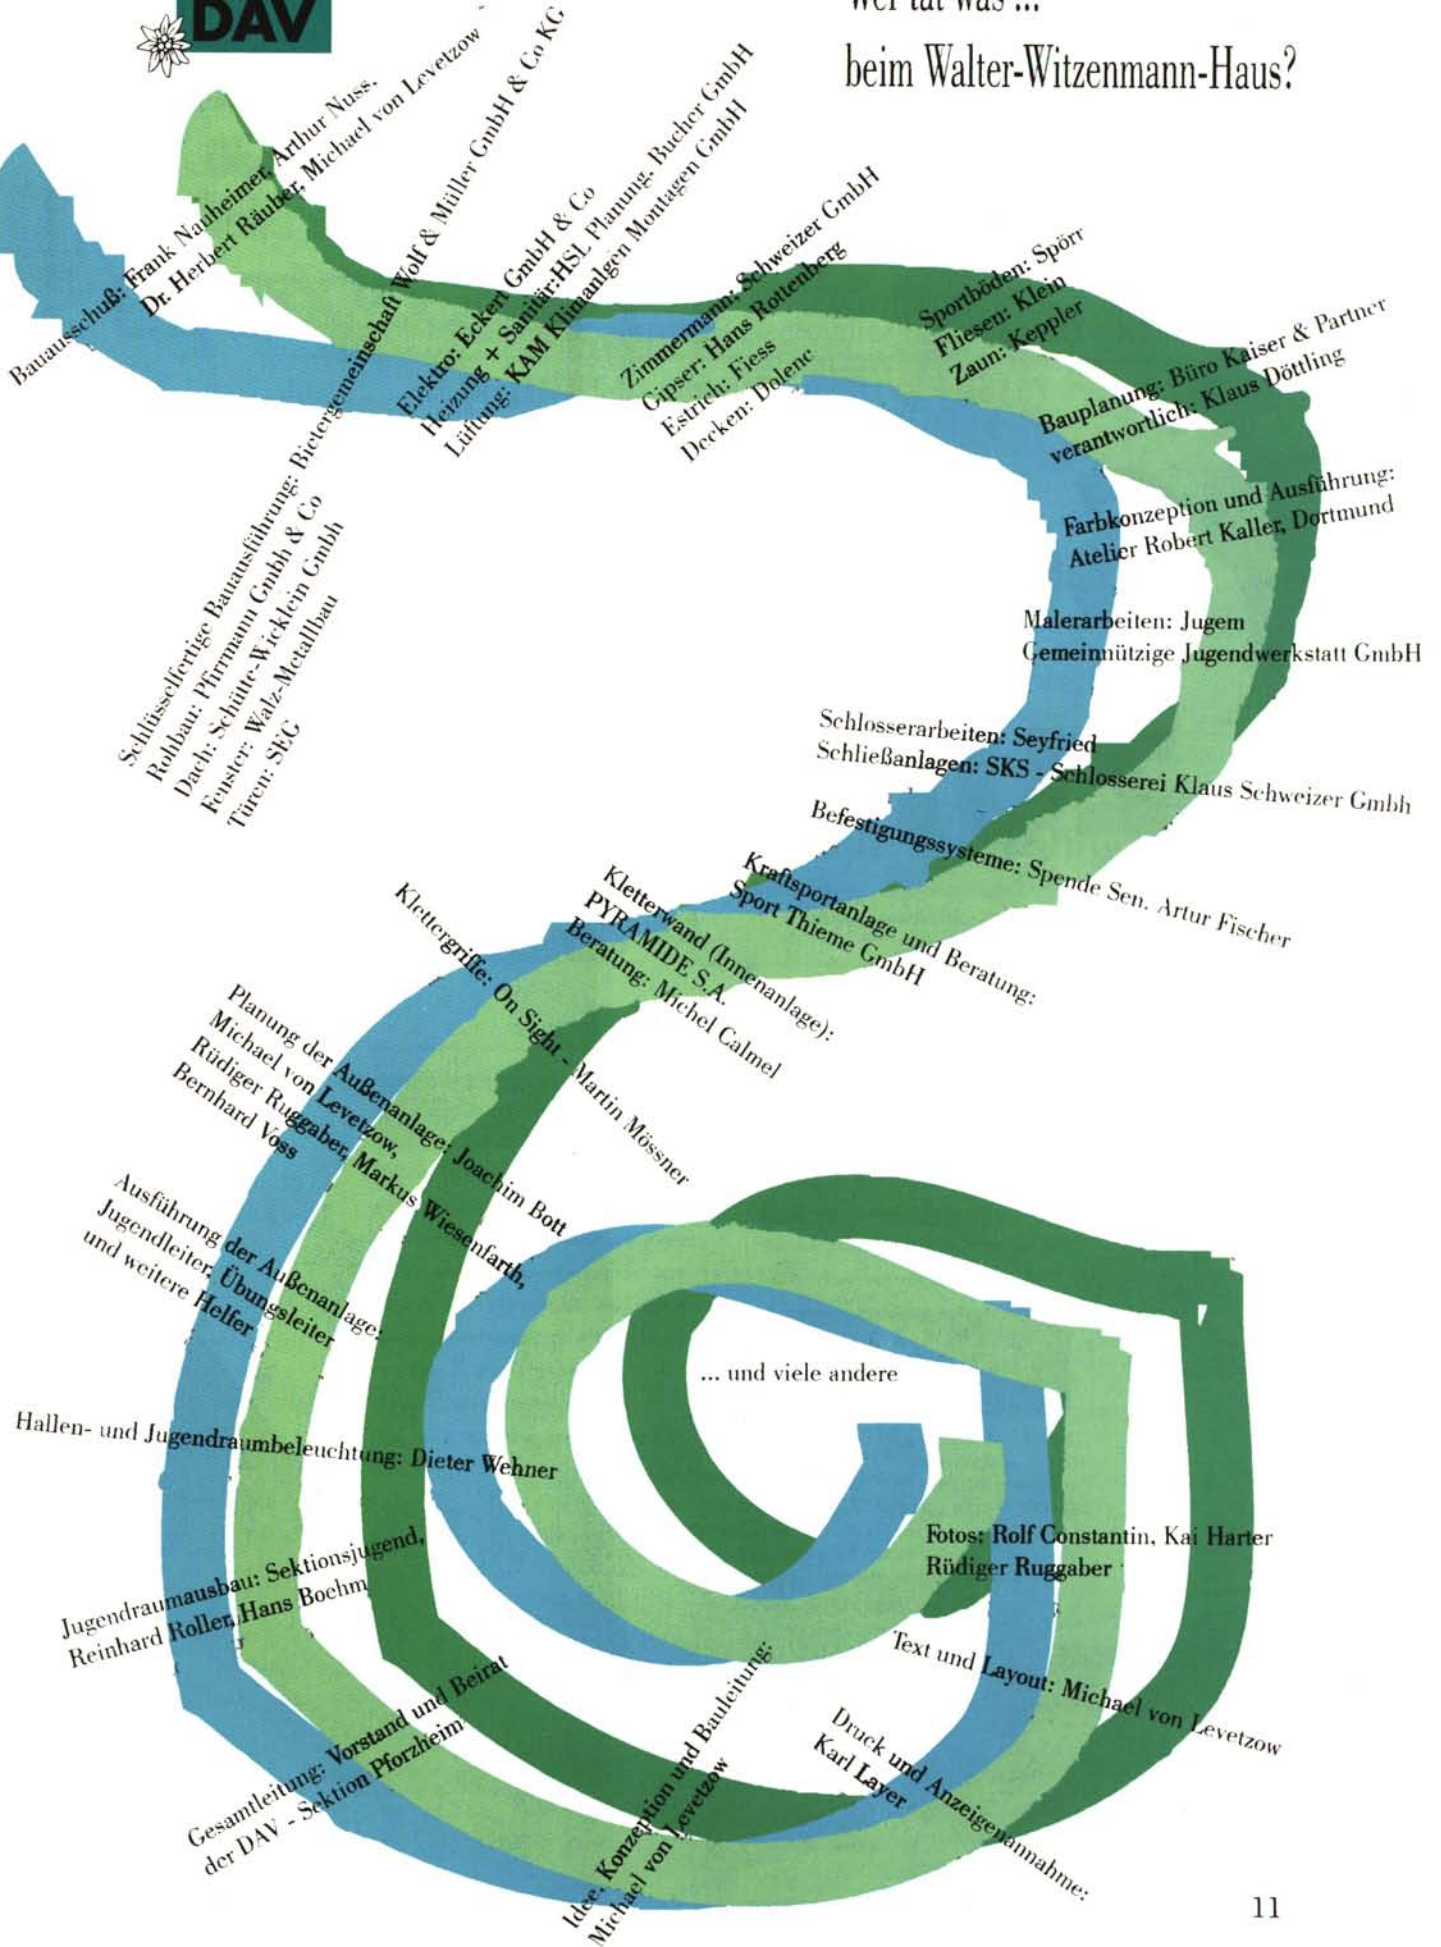 DAV
Wer tat was ...
beim Walter-Witzenmann-Haus?
Bauausschuß: Frank Nauheimer, Arthur Nuss,
Dr. Herbert Räuber, Michael von Levetzow
Schlüsselfertige Bauausführung: Bietergemeinschaft Wolf & Müller GmbH & Co KG
Rohbau: Pfirrmann Gmbh & Co
Dach: Schütte-Wicklein Gmbh
Fenster: Walz-Metallbau
Türen: SEG
Elektro: Eckert GmbH & Co
Heizung + Sanitär:HSL Planung, Bucher GmbH
Lüftung: KAM Klimanlgen Montagen GmbH
Zimmermann: Schweizer GmbH
Gipser: Hans Rottenberg
Estrich: Fiess
Decken: Dolenc
Sportböden: Spörr
Fliesen: Klein
Zaun: Keppler
Bauplanung: Büro Kaiser & Partner
verantwortlich: Klaus Döttling
Farbkonzeption und Ausführung:
Atelier Robert Kaller, Dortmund
Malerarbeiten: Jugem
Gemeinnützige Jugendwerkstatt GmbH
Schlosserarbeiten: Seyfried
Schließanlagen: SKS - Schlosserei Klaus Schweizer Gmbh
Befestigungssysteme: Spende Sen. Artur Fischer
Kraftsportanlage und Beratung:
Sport Thieme GmbH
Kletterwand (Innenanlage):
PYRAMIDE S.A.
Beratung: Michel Calmel
Klettergriffe: On Sight - Martin Mössner
Planung der Außenanlage: Joachim Bott
Michael von Levetzow,
Rüdiger Ruggaber, Markus Wiesenfarth,
Bernhard Voss
Ausführung der Außenanlage:
Jugendleiter, Übungsleiter
und weitere Helfer
Hallen- und Jugendraumbeleuchtung: Dieter Wehner
Jugendraumausbau: Sektionsjugend,
Reinhard Roller, Hans Boehm
Gesamtleitung: Vorstand und Beirat
der DAV - Sektion Pforzheim
Idee, Konzeption und Bauleitung:
Michael von Levetzow
Druck und Anzeigenannahme:
Karl Layer
Text und Layout: Michael von Levetzow
Fotos: Rolf Constantin, Kai Harter
Rüdiger Ruggaber
... und viele andere
11